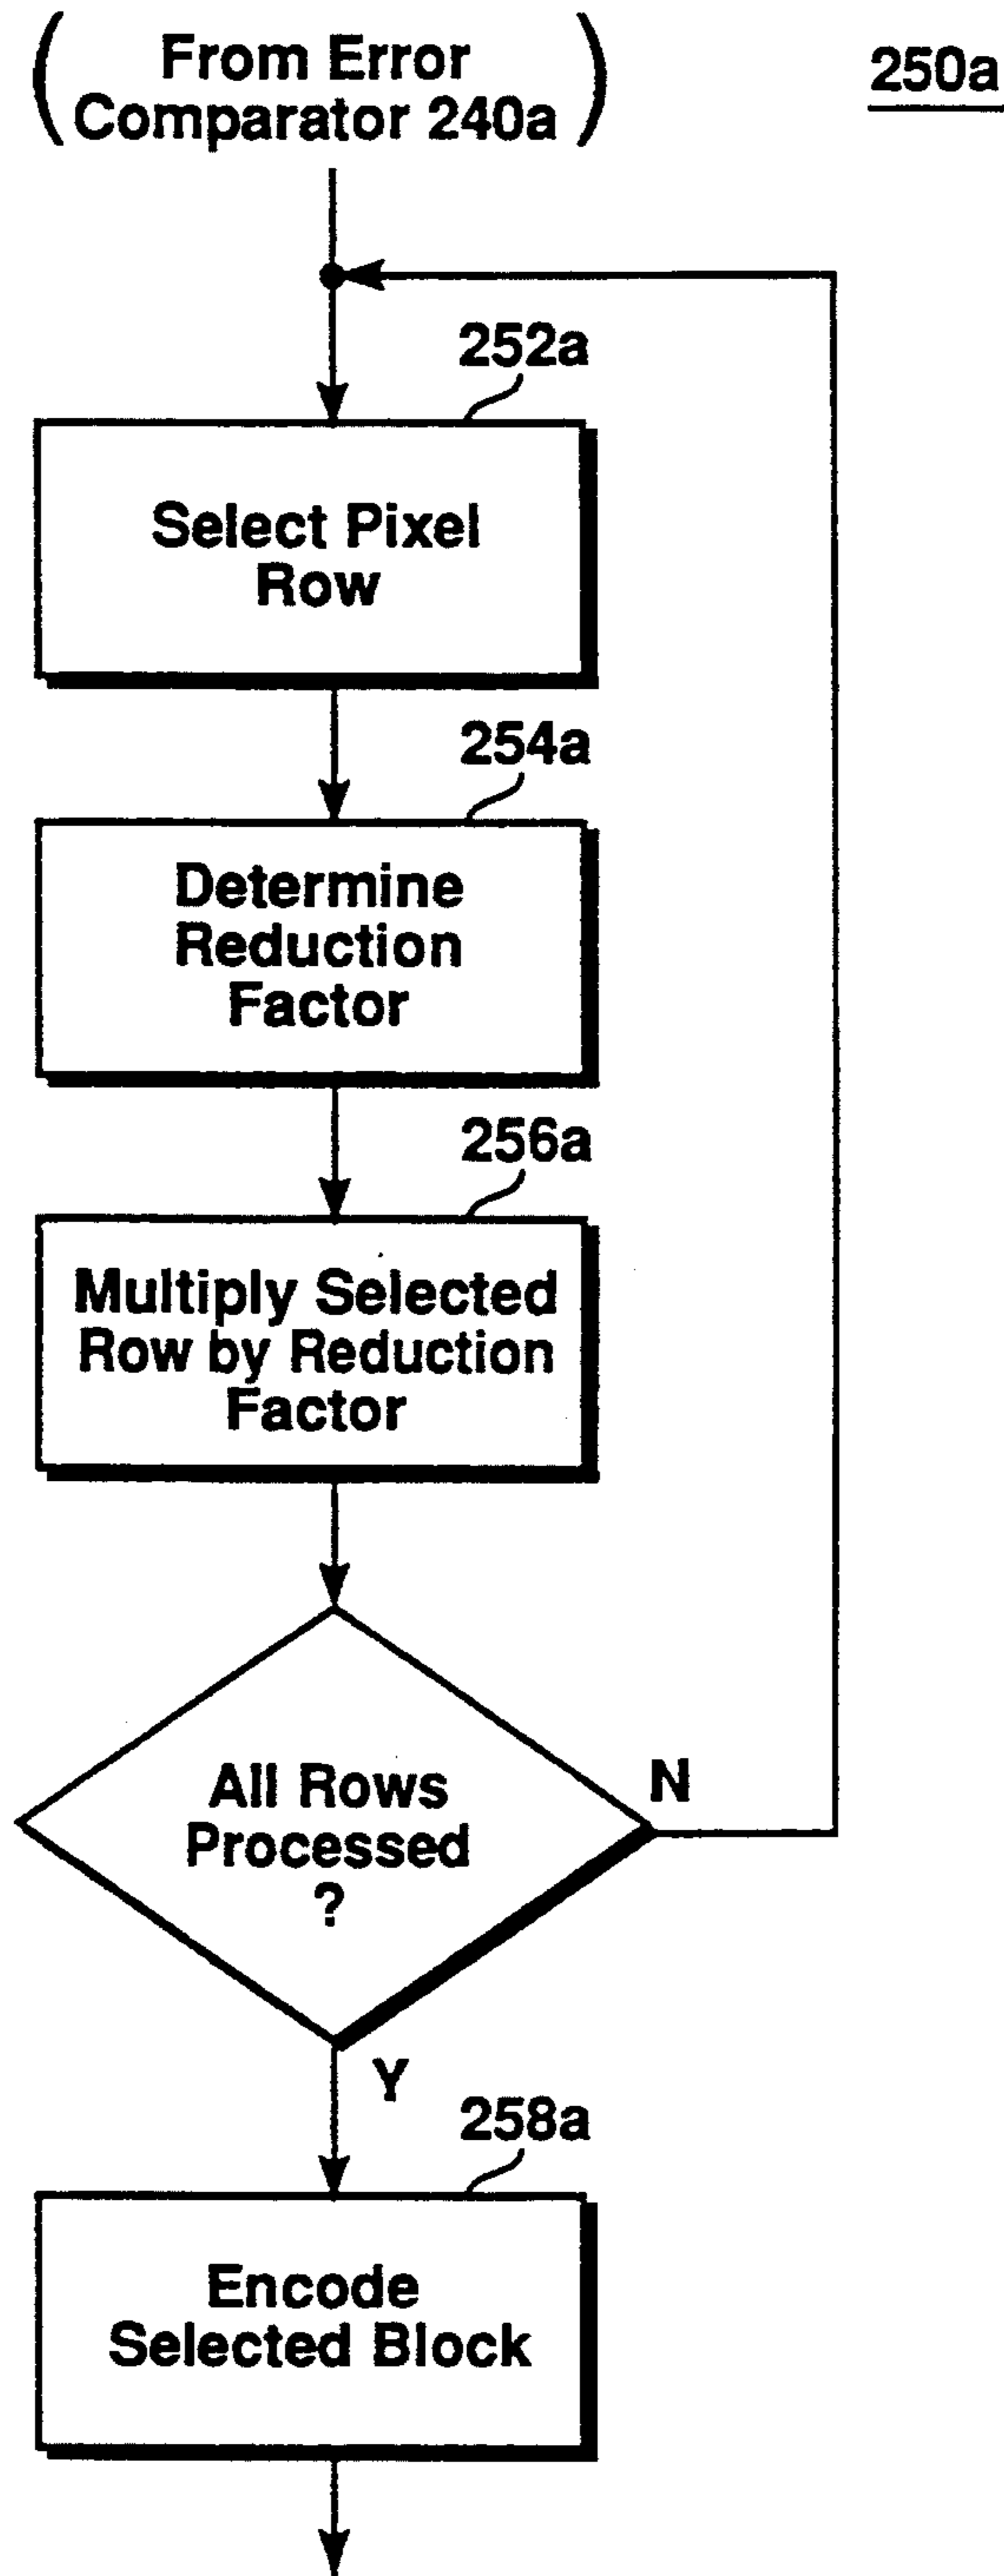 (From Error
Comparator 240a)
250a
252a
Select Pixel
Row
254a
Determine
Reduction
Factor
256a
Multiply Selected
Row by Reduction
Factor
All Rows
Processed
?
N
Y
258a
Encode
Selected Block